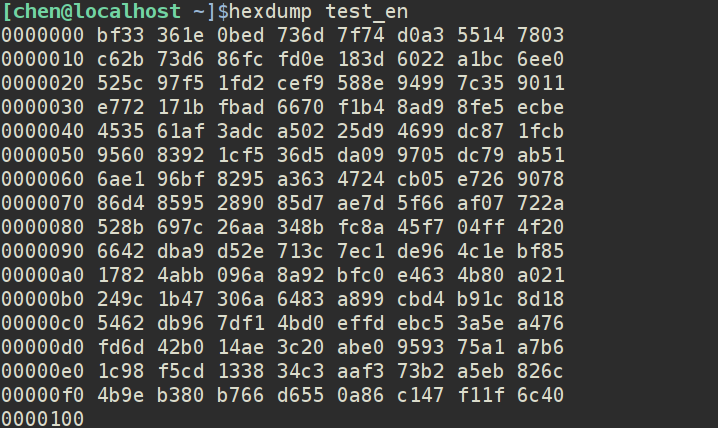 [chen@localhost ~]$hexdump test_en
0000000 bf33 361e 0bed 736d 7f74 d0a3 5514 7803
0000010 c62b 73d6 86fc fd0e 183d 6022 a1bc 6ee0
0000020 525c 97f5 1fd2 cef9 588e 9499 7c35 9011
0000030 e772 171b fbad 6670 f1b4 8ad9 8fe5 ecbe
0000040 4535 61af 3adc a502 25d9 4699 dc87 1fcb
0000050 9560 8392 1cf5 36d5 da09 9705 dc79 ab51
0000060 6ae1 96bf 8295 a363 4724 cb05 e726 9078
0000070 86d4 8595 2890 85d7 ae7d 5f66 af07 722a
0000080 528b 697c 26aa 348b fc8a 45f7 04ff 4f20
0000090 6642 dba9 d52e 713c 7ec1 de96 4c1e bf85
00000a0 1782 4abb 096a 8a92 bfc0 e463 4b80 a021
00000b0 249c 1b47 306a 6483 a899 cbd4 b91c 8d18
00000c0 5462 db96 7df1 4bd0 effd ebc5 3a5e a476
00000d0 fd6d 42b0 14ae 3c20 abe0 9593 75a1 a7b6
00000e0 1c98 f5cd 1338 34c3 aaf3 73b2 a5eb 826c
00000f0 4b9e b380 b766 d655 0a86 c147 f11f 6c40
0000100